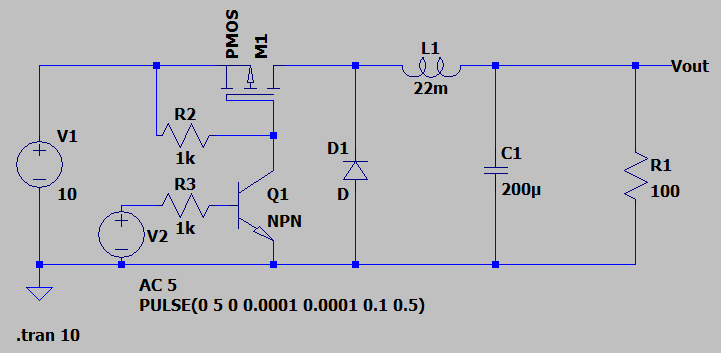 PMOS
M1
L1
22m
Vout
V1
10
R2
1k
D1
D
C1
200µ
R1
100
R3
1k
Q1
NPN
V2
AC 5
PULSE(0 5 0 0.0001 0.0001 0.1 0.5)
.tran 10